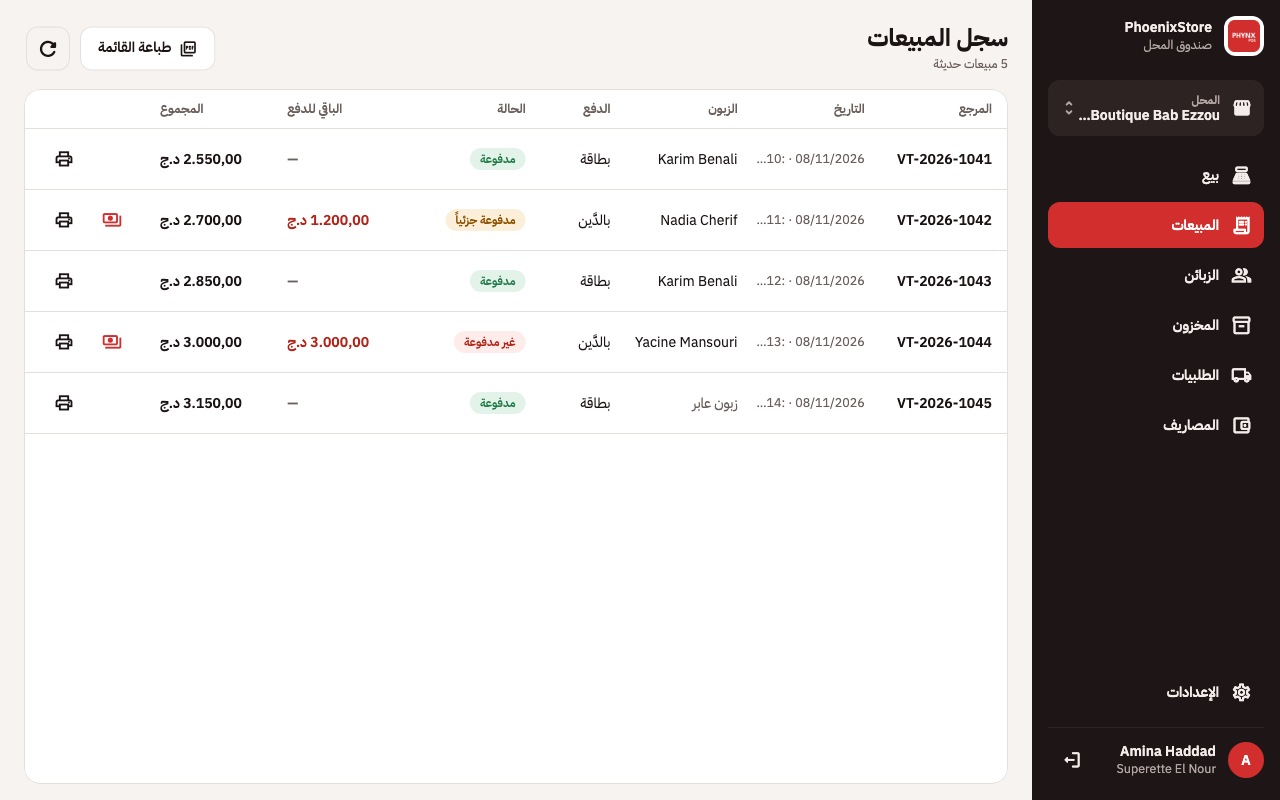 PHYNX
POS
PhoenixStore
صندوق المحل
المحل
Boutique Bab Ezzou...
بيع
المبيعات
الزبائن
المخزون
الطلبيات
المصاريف
الإعدادات
A
Amina Haddad
Superette El Nour
سجل المبيعات
5 مبيعات حديثة
طباعة القائمة
المرجع التاريخ الزبون الدفع الحالة الباقي للدفع المجموع
VT-2026-1041 08/11/2026 · 10:... Karim Benali بطاقة مدفوعة — 2.550,00 د.ج
VT-2026-1042 08/11/2026 · 11:... Nadia Cherif بالدَّين مدفوعة جزئياً 1.200,00 د.ج 2.700,00 د.ج
VT-2026-1043 08/11/2026 · 12:... Karim Benali بطاقة مدفوعة — 2.850,00 د.ج
VT-2026-1044 08/11/2026 · 13:... Yacine Mansouri بالدَّين غير مدفوعة 3.000,00 د.ج 3.000,00 د.ج
VT-2026-1045 08/11/2026 · 14:... زبون عابر بطاقة مدفوعة — 3.150,00 د.ج